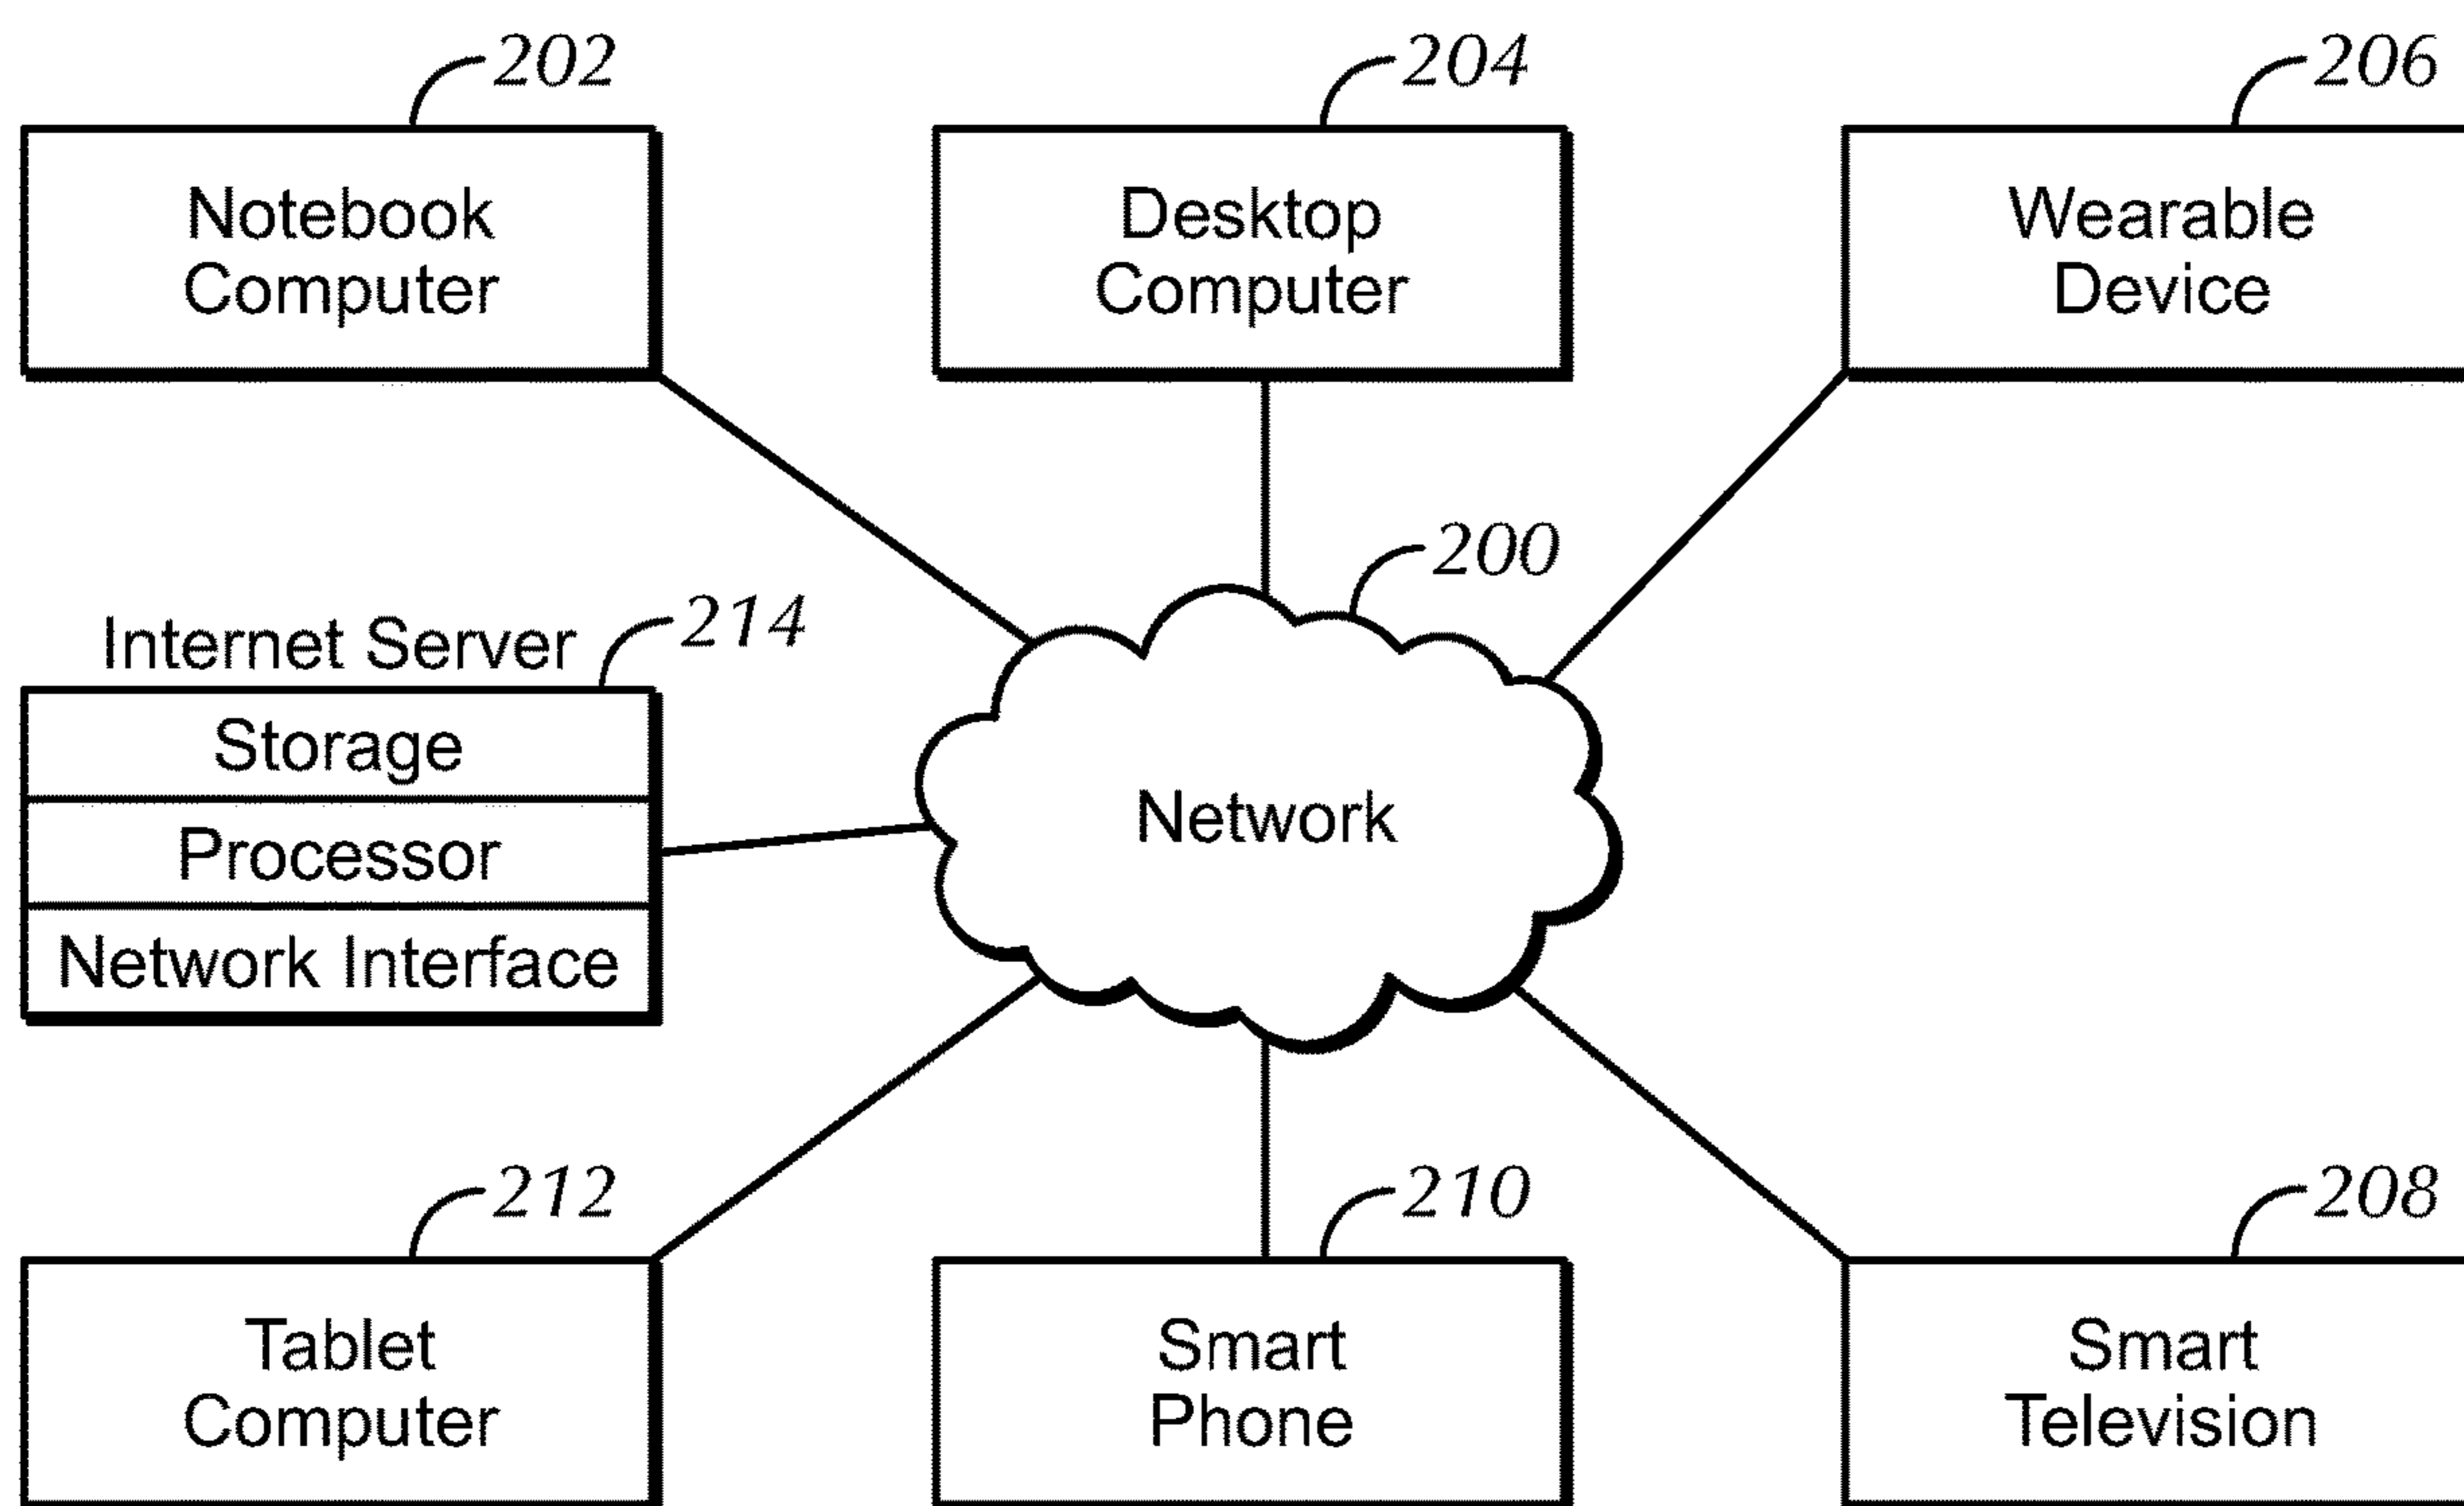 202
204
206
Notebook
Computer
Desktop
Computer
Wearable
Device
200
Internet Server
214
Storage
Processor
Network Interface
Network
212
210
208
Tablet
Computer
Smart
Phone
Smart
Television